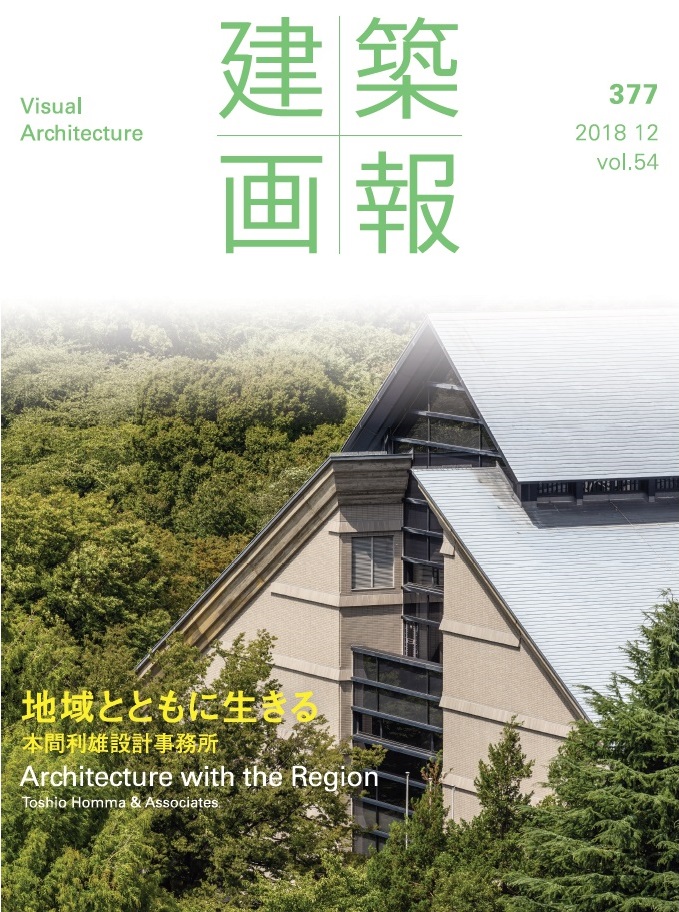 Visual
Architecture
建築
画報
377
2018 12
vol.54
地域とともに生きる
本間利雄設計事務所
Architecture with the Region
Toshio Homma & Associates